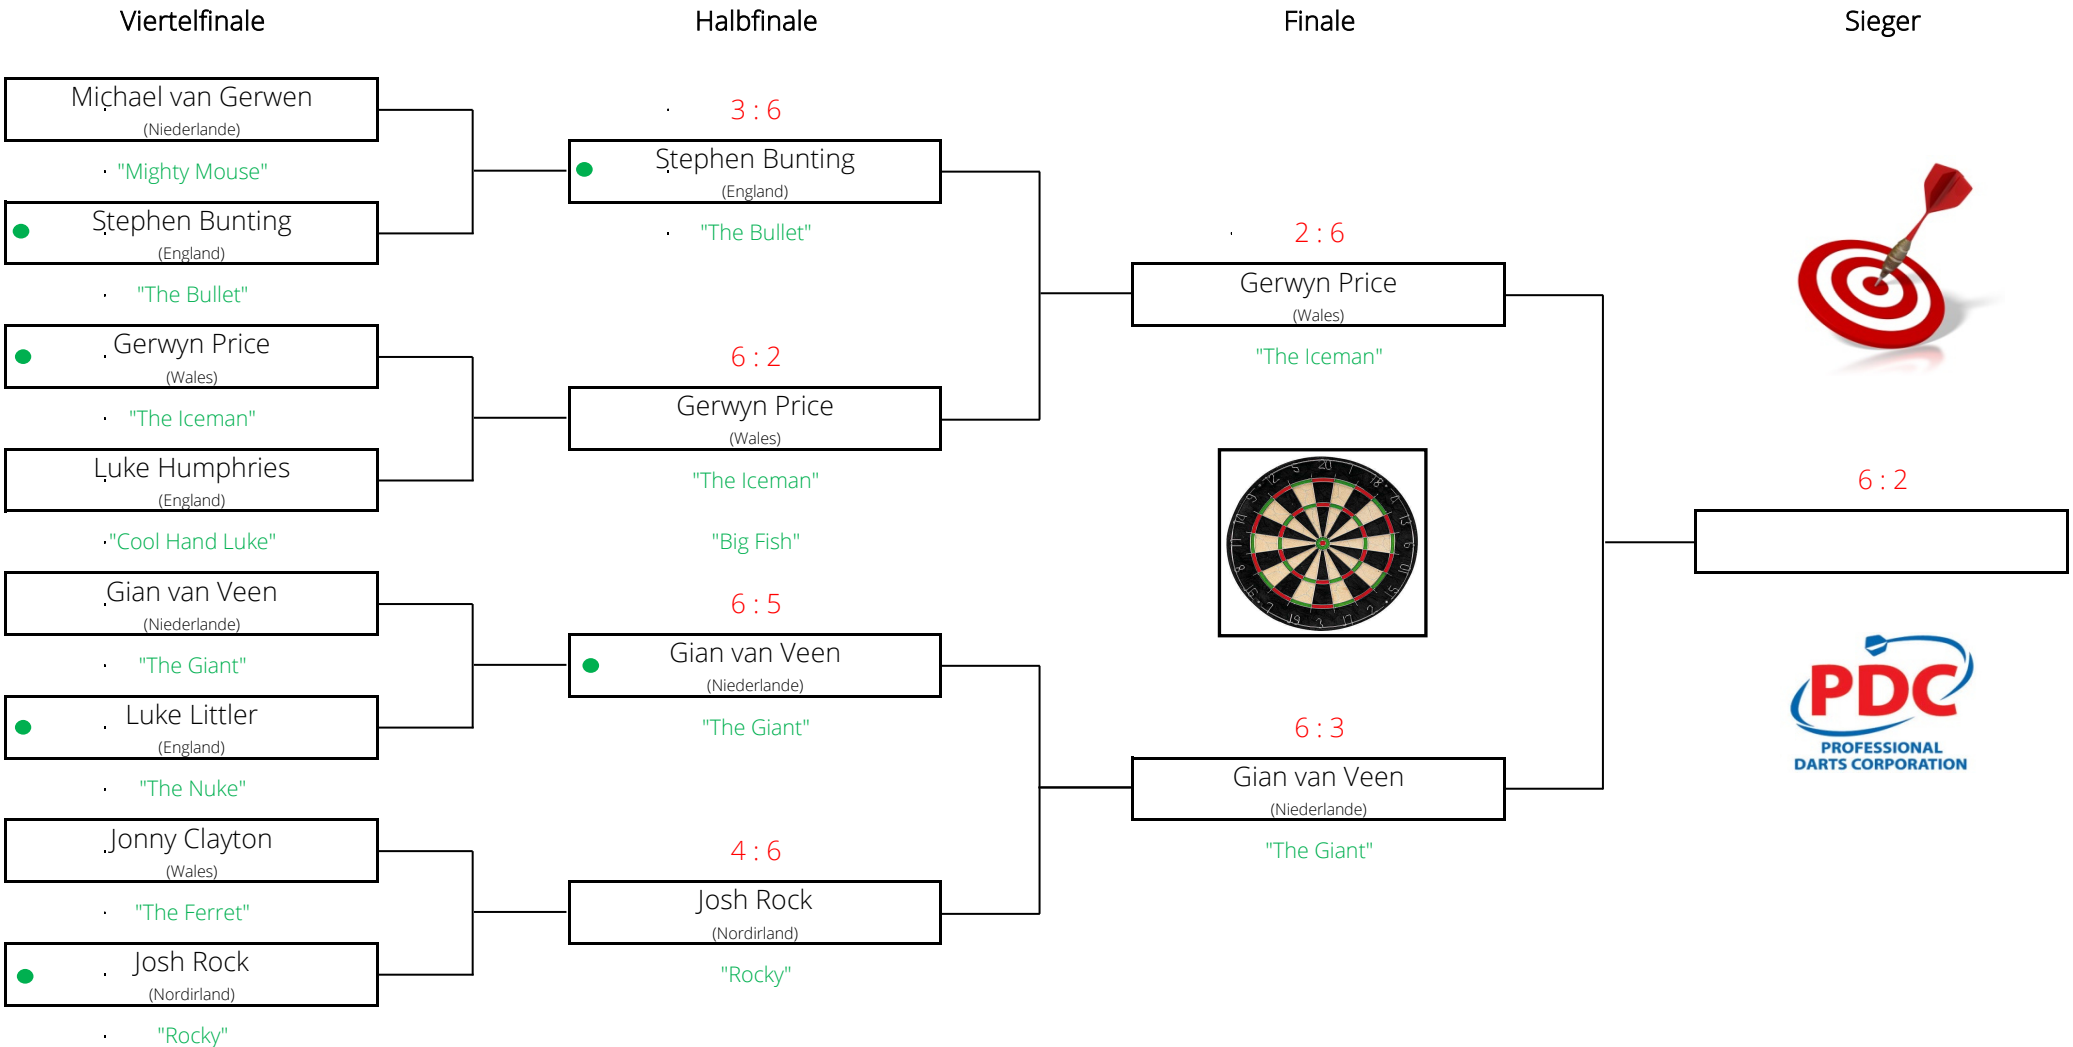 Viertelfinale
Halbfinale
Finale
Sieger
Michael van Gerwen
(Niederlande)
"Mighty Mouse"
Stephen Bunting
(England)
"The Bullet"
Gerwyn Price
(Wales)
"The Iceman"
Luke Humphries
(England)
"Cool Hand Luke"
Gian van Veen
(Niederlande)
"The Giant"
Luke Littler
(England)
"The Nuke"
Jonny Clayton
(Wales)
"The Ferret"
Josh Rock
(Nordirland)
"Rocky"
3 : 6
Stephen Bunting
(England)
"The Bullet"
6 : 2
Gerwyn Price
(Wales)
"The Iceman"
"Big Fish"
6 : 5
Gian van Veen
(Niederlande)
"The Giant"
4 : 6
Josh Rock
(Nordirland)
"Rocky"
2 : 6
Gerwyn Price
(Wales)
"The Iceman"
6 : 3
Gian van Veen
(Niederlande)
"The Giant"
6 : 2
PDC
PROFESSIONAL
DARTS CORPORATION